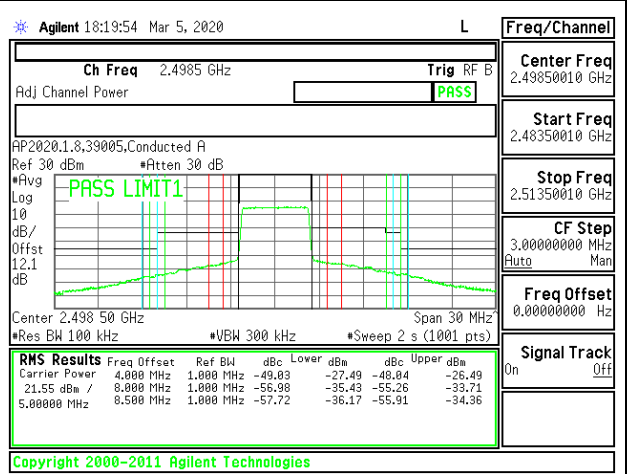 Agilent 18:19:54 Mar 5, 2020 L Freq/Channel
Ch Freq 2.4985 GHz Trig RF B
Adj Channel Power PASS
AP2020.1.8,39005,Conducted A
Ref 30 dBm #Atten 30 dB
#Avg
Log
10
dB/
Offst
12.1
dB
PASS LIMIT1
Center 2.498 50 GHz Span 30 MHz^
#Res BW 100 kHz #VBW 300 kHz #Sweep 2 s (1001 pts)
RMS Results Freq Offset Ref BW dBc Lower dBm dBc Upper dBm
Carrier Power 4.000 MHz 1.000 MHz -49.03 -27.49 -48.04 -26.49
21.55 dBm / 8.000 MHz 1.000 MHz -56.98 -35.43 -55.26 -33.71
5.00000 MHz 8.500 MHz 1.000 MHz -57.72 -36.17 -55.91 -34.36
Copyright 2000-2011 Agilent Technologies
Center Freq
2.49850010 GHz
Start Freq
2.48350010 GHz
Stop Freq
2.51350010 GHz
CF Step
3.00000000 MHz
Auto Man
Freq Offset
0.00000000 Hz
Signal Track
On Off